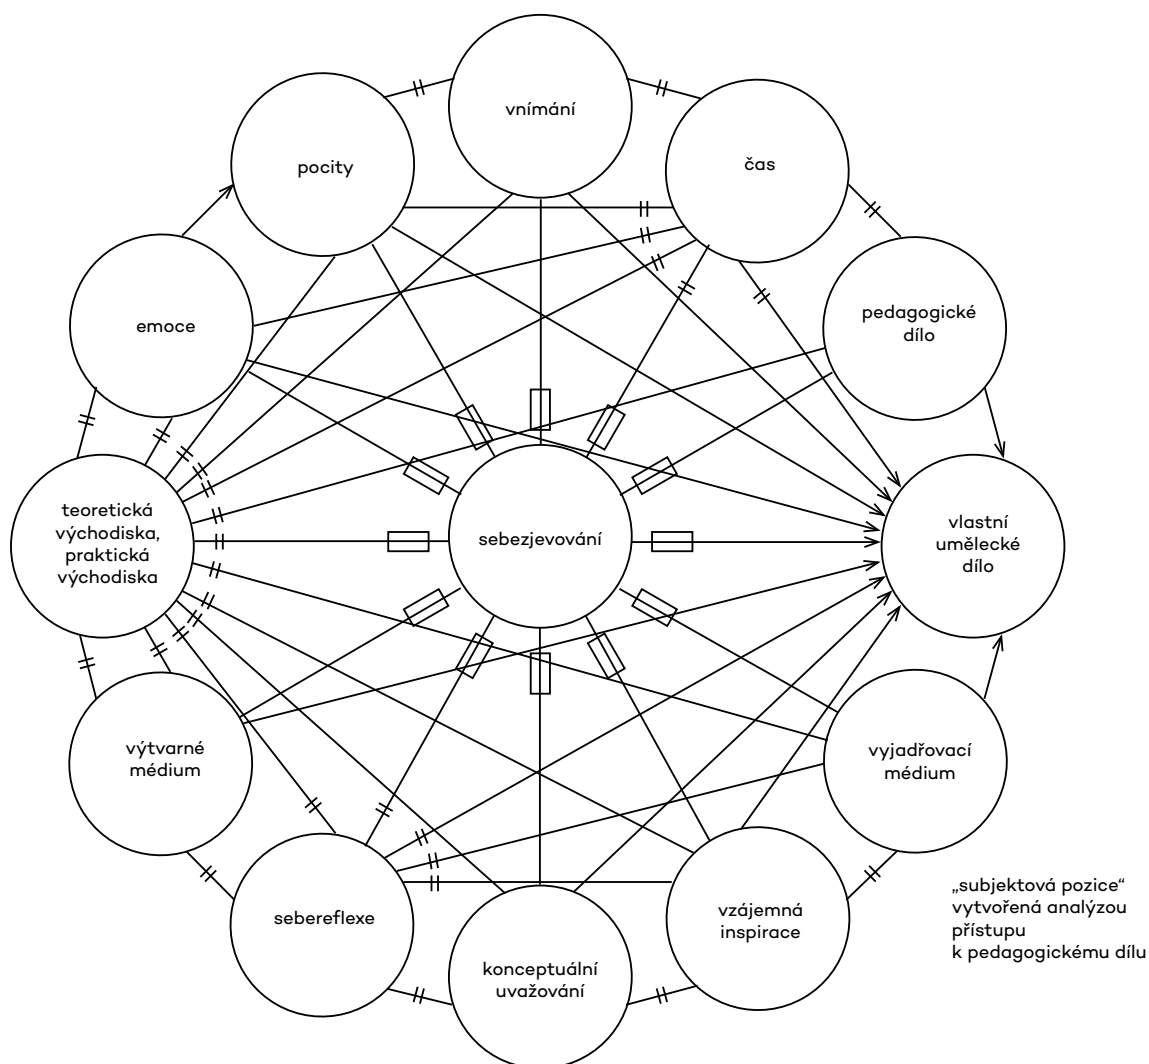 vnímání
pocity
čas
emoce
pedagogické
dílo
teoretická
východiska,
praktická
východiska
sebezjevování
vlastní
umělecké
dílo
výtvarné
médium
vyjadřovací
médium
sebereflexe
vzájemná
inspirace
konceptuální
uvažování
„subjektová pozice“
vytvořená analýzou
přístupu
k pedagogickému dílu